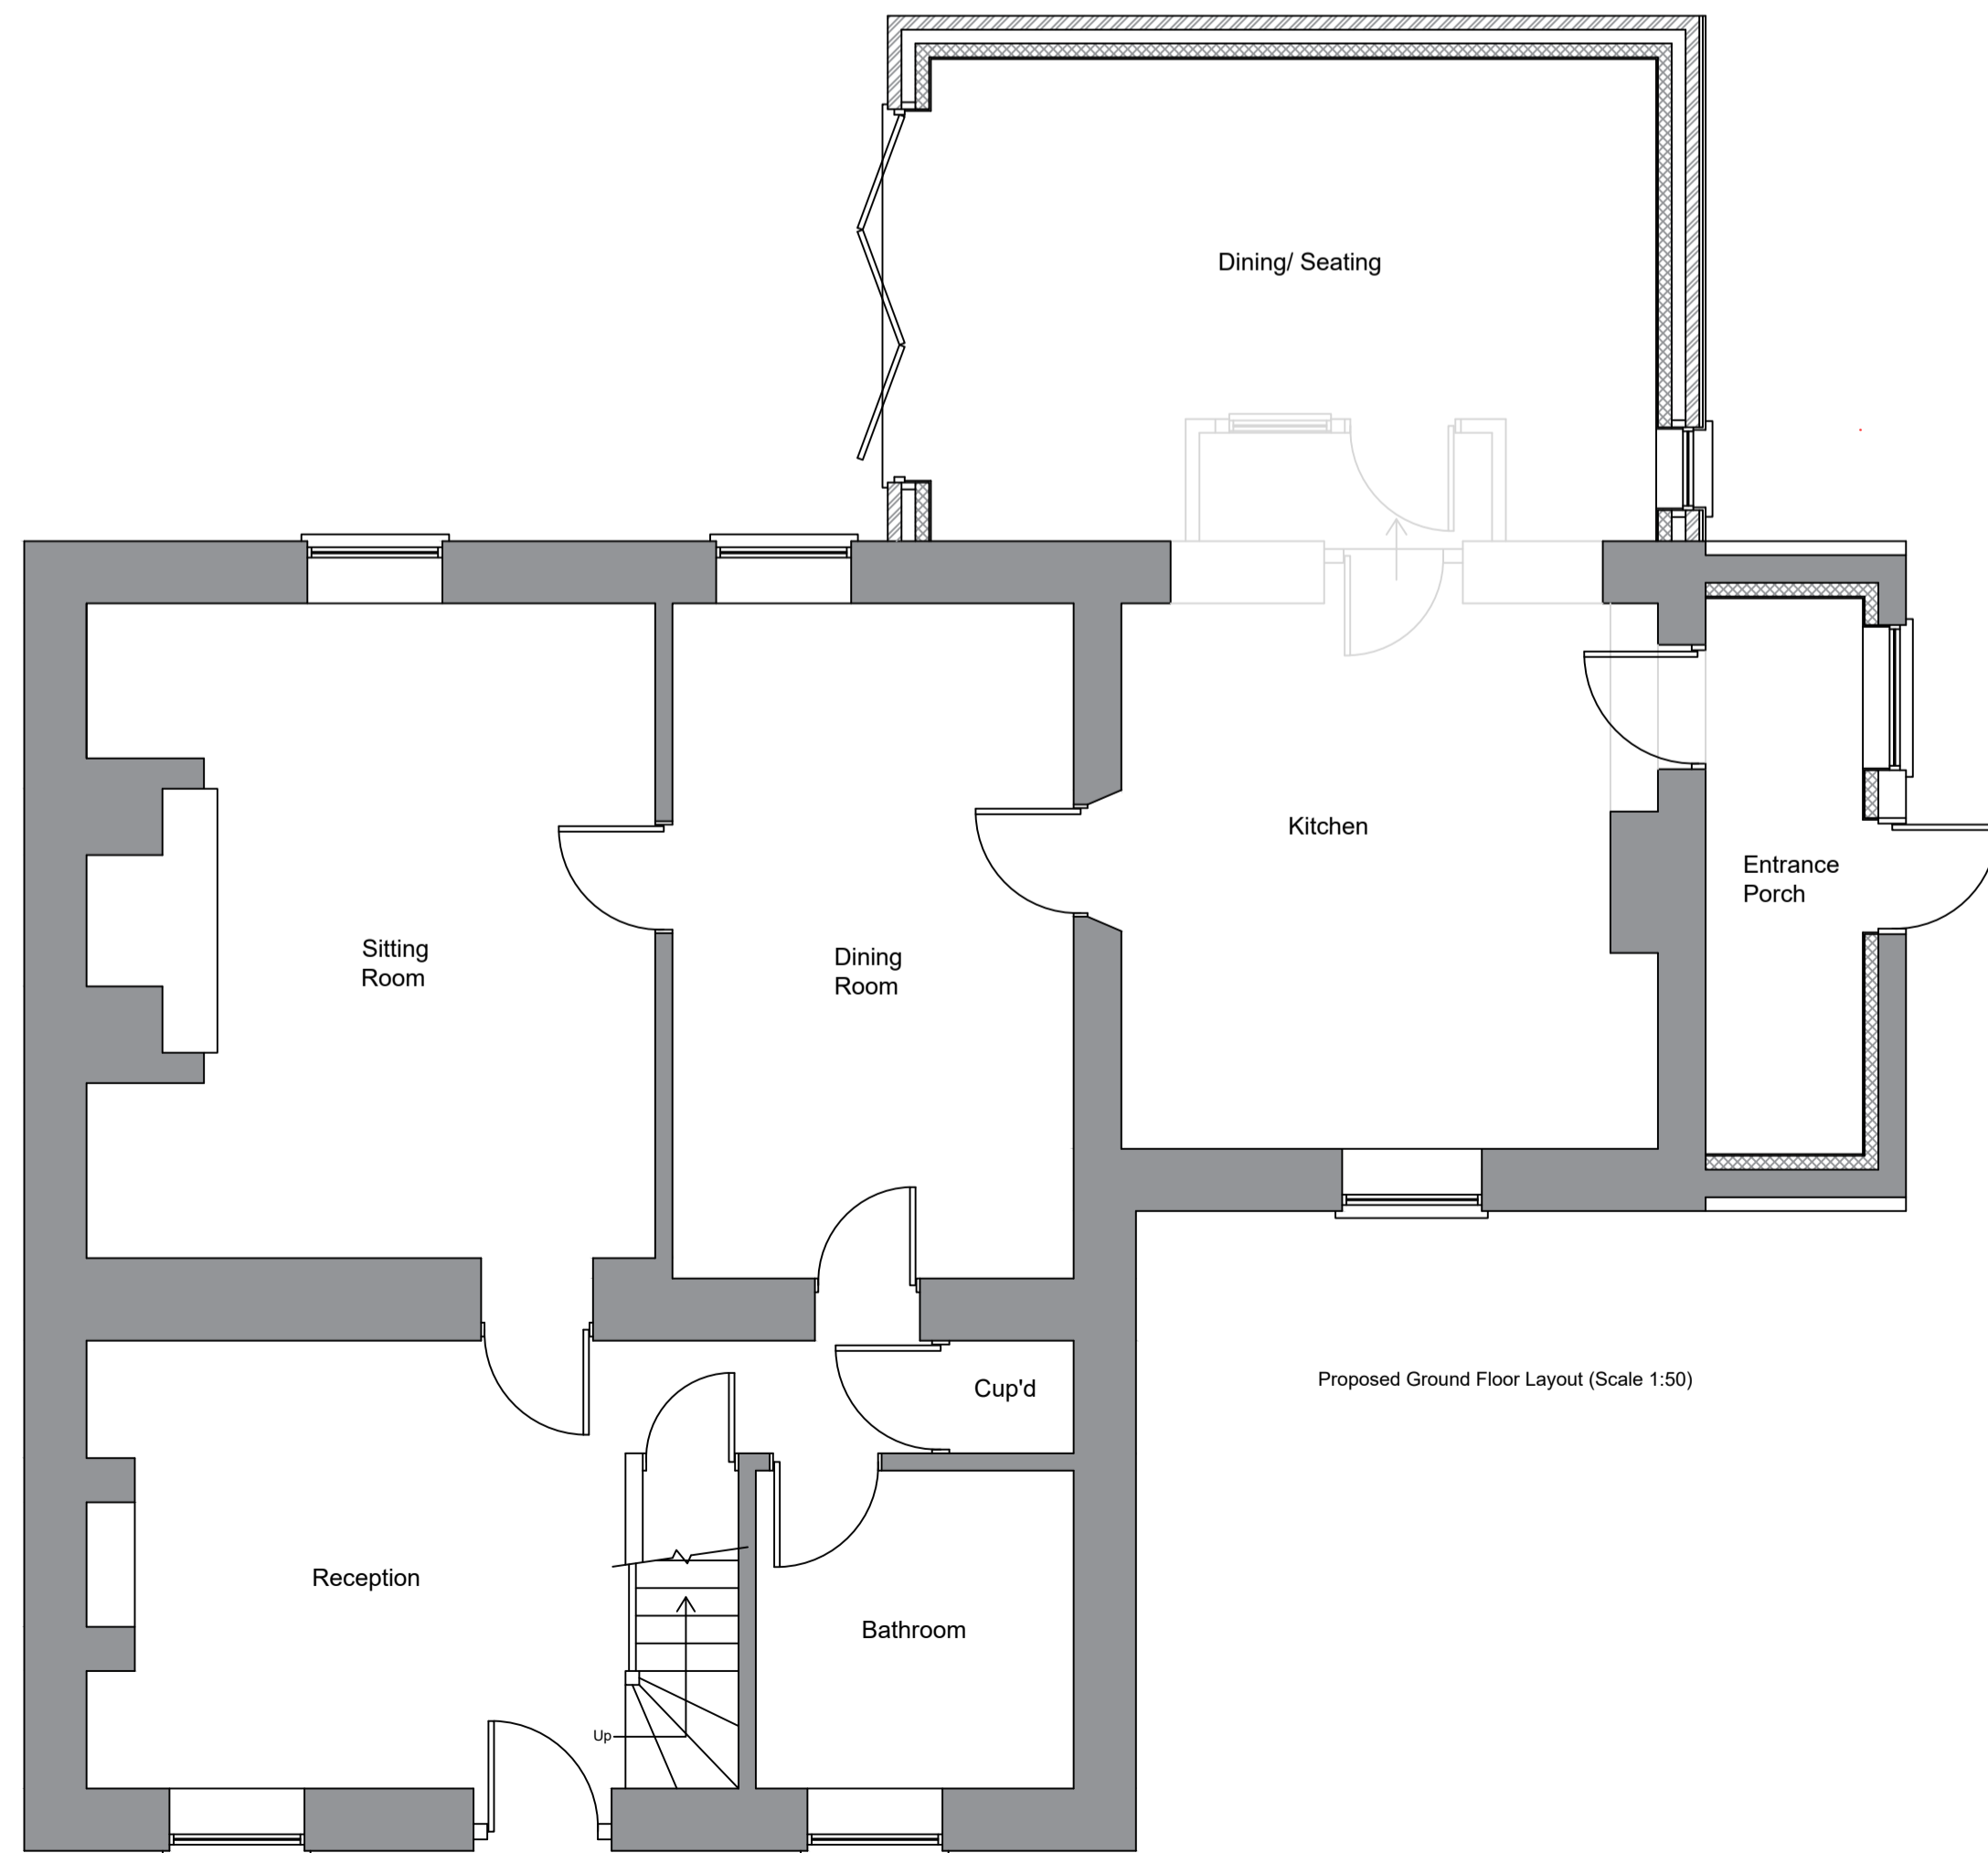 Dining/ Seating
Kitchen
Entrance
Porch
Sitting
Room
Dining
Room
Proposed Ground Floor Layout (Scale 1:50)
Cup'd
Reception
Bathroom
Up